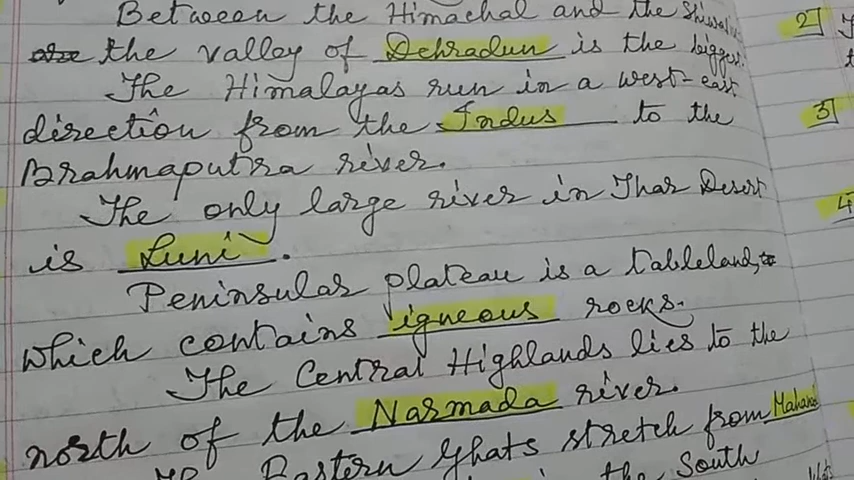 Between the Himachal and the
the valley of Dehradun is the biggest
The Himalayas run in a west-east
direction from the Indus to the
Brahmaputra river.
The only large river in Thar Desert
is Luni.
Peninsular plateau is a tableland,
which contains igneous rocks.
The Central Highlands lies to the
north of the Narmada river.
Eastern Ghats stretch from
the South
2]
3]
4